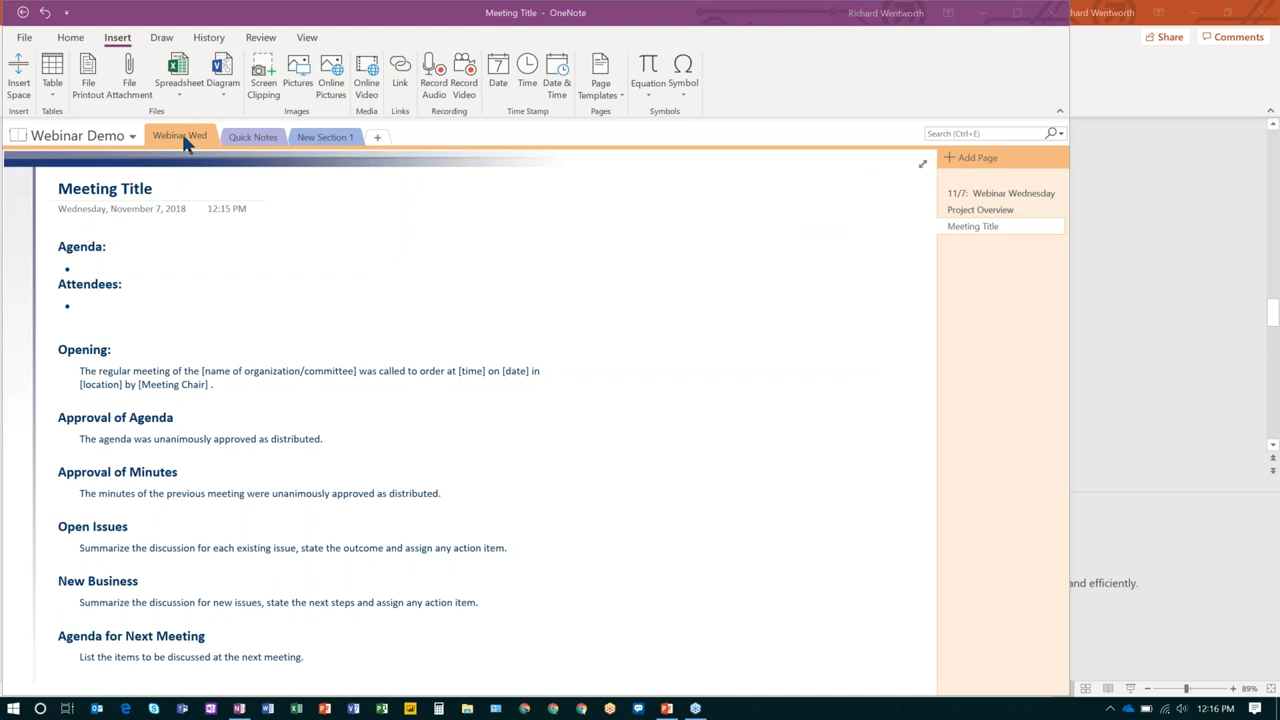 Meeting Title - OneNote
Richard Wentworth
hard Wentworth
File
Home
Insert
Draw
History
Review
View
Share
Comments
Insert Space
Table
File Printout
File Attachment
Spreadsheet
Diagram
Screen Clipping
Pictures
Online Pictures
Online Video
Link
Record Audio
Record Video
Date
Time
Date & Time
Page Templates
Equation
Symbol
Insert
Tables
Files
Images
Media
Links
Recording
Time Stamp
Pages
Symbols
Webinar Demo
Webinar Wed
Quick Notes
New Section 1
Search (Ctrl+E)
Add Page
11/7: Webinar Wednesday
Project Overview
Meeting Title
Meeting Title
Wednesday, November 7, 2018 12:15 PM
Agenda:
Attendees:
Opening:
The regular meeting of the [name of organization/committee] was called to order at [time] on [date] in
[location] by [Meeting Chair] .
Approval of Agenda
The agenda was unanimously approved as distributed.
Approval of Minutes
The minutes of the previous meeting were unanimously approved as distributed.
Open Issues
Summarize the discussion for each existing issue, state the outcome and assign any action item.
New Business
Summarize the discussion for new issues, state the next steps and assign any action item.
Agenda for Next Meeting
List the items to be discussed at the next meeting.
and efficiently.
89%
12:16 PM